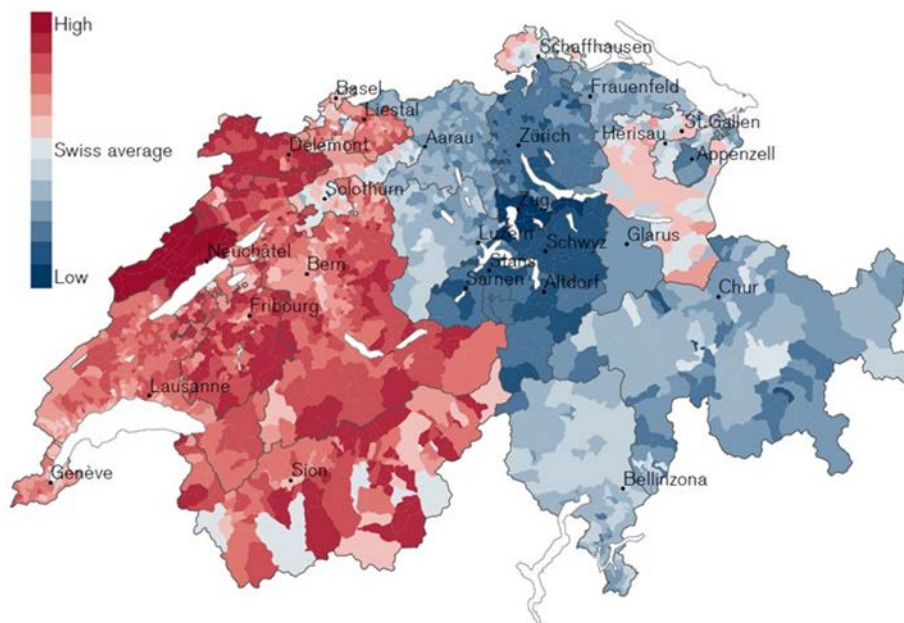 High
Swiss average
Low
Schaffhausen
Basel
Frauenfeld
Liestal
St.Gallen
Aarau
Zürich
Herisau
Delémont
Appenzell
Solothurn
Zug
Luzern
Neuchâtel
Schwyz
Glarus
Bern
Stans
Sarnen
Altdorf
Chur
Fribourg
Lausanne
Sion
Genève
Bellinzona